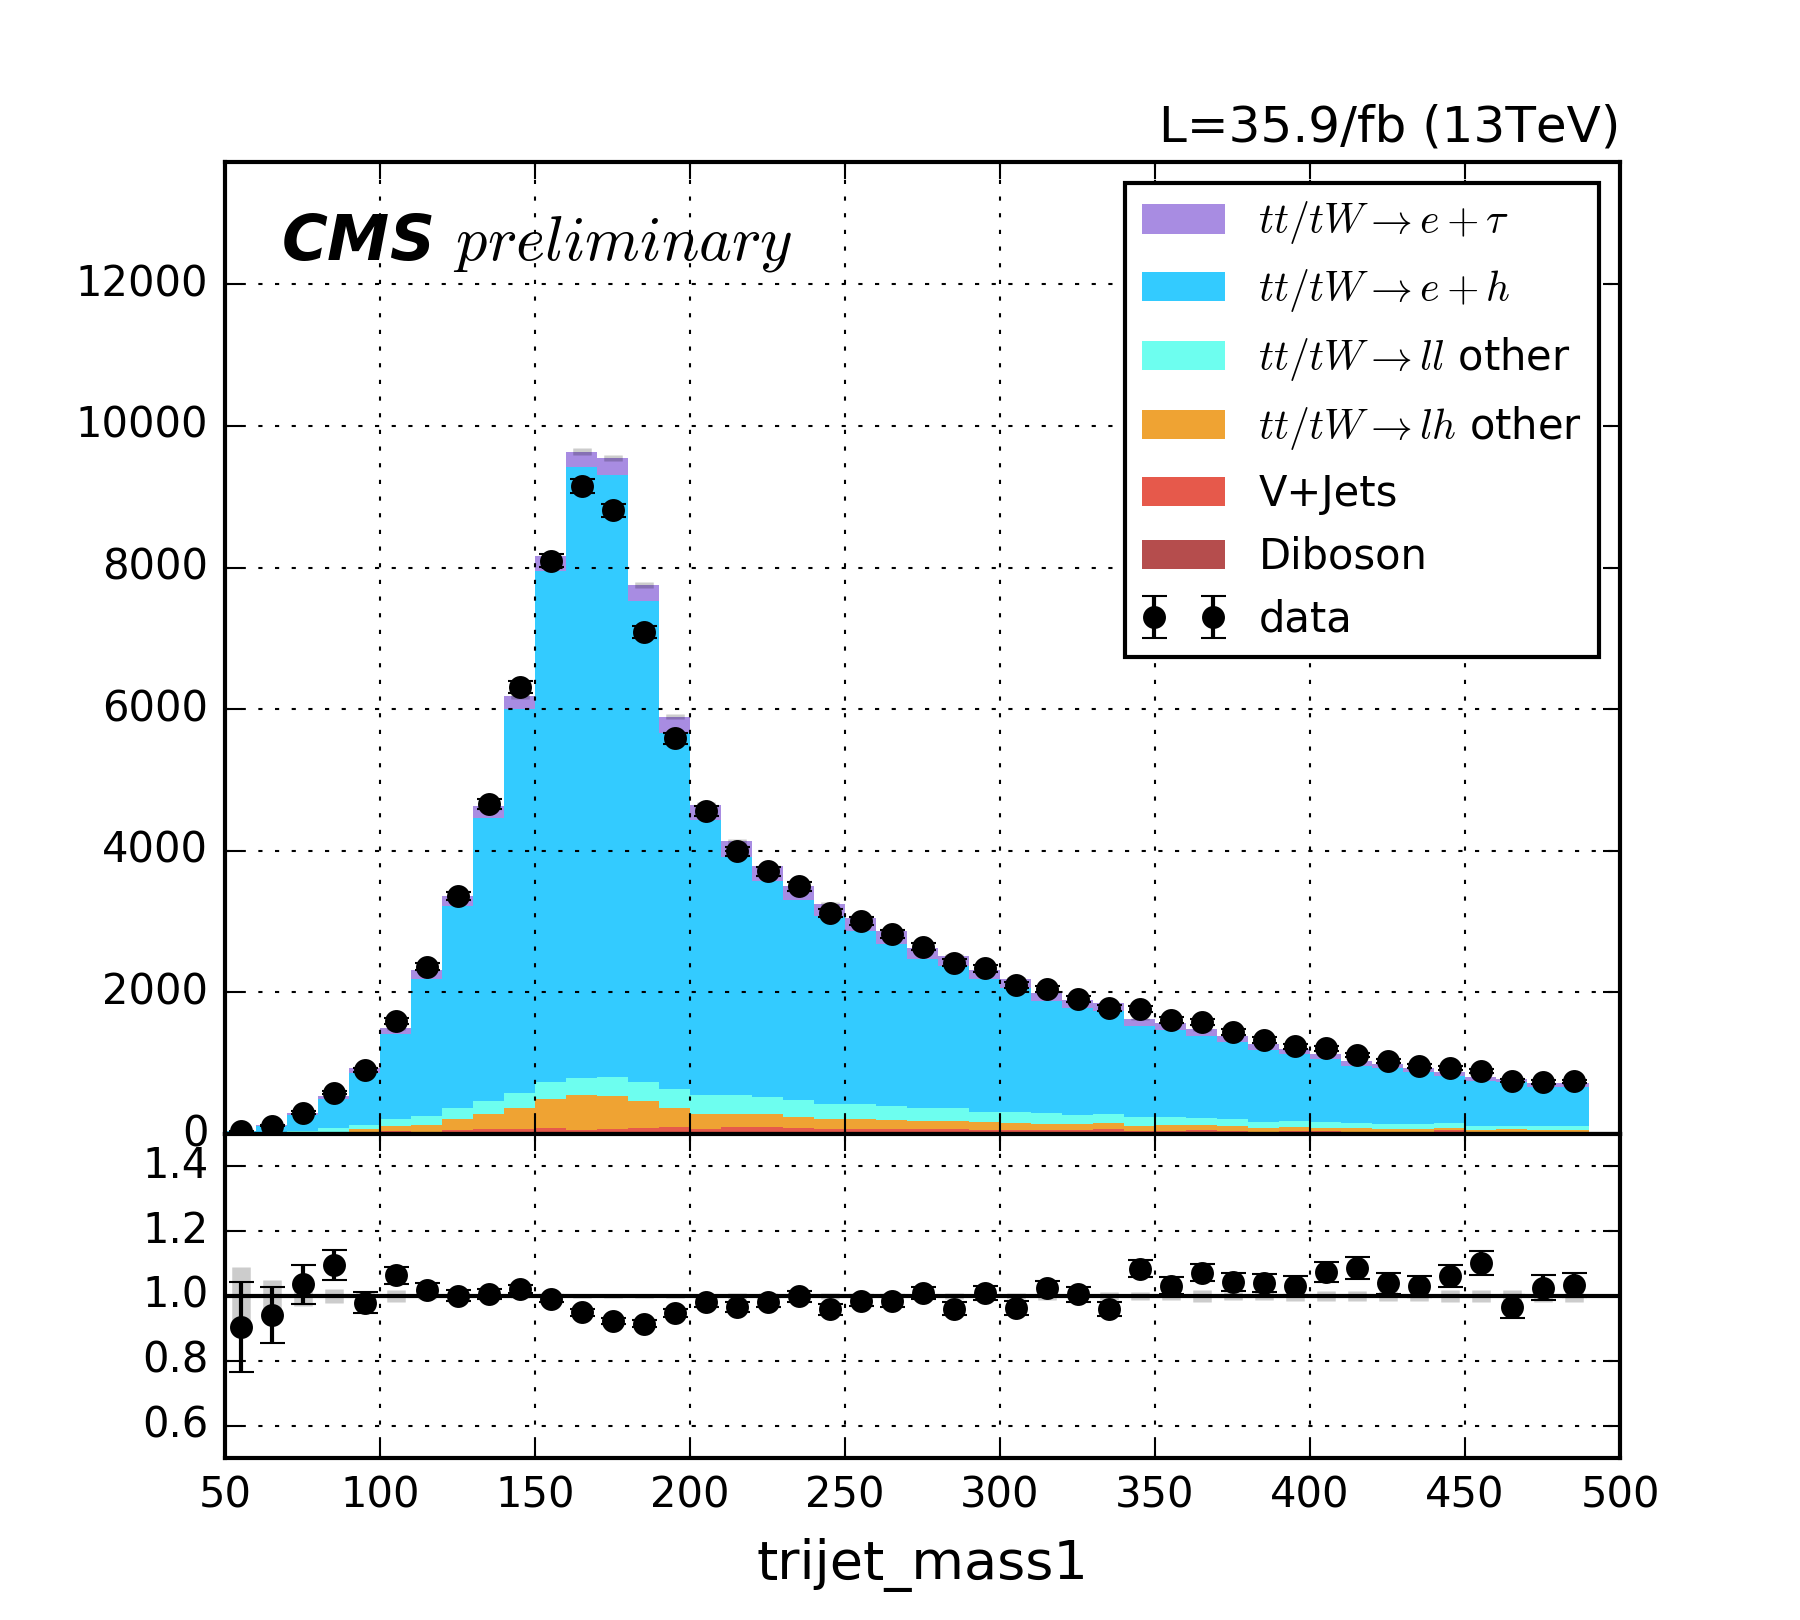 L=35.9/fb (13TeV)
CMS preliminary
tt/tW→e+τ
tt/tW→e+h
tt/tW→ll other
tt/tW→lh other
V+Jets
Diboson
data
12000
10000
8000
6000
4000
2000
0
1.4
1.2
1.0
0.8
0.6
50 100 150 200 250 300 350 400 450 500
trijet_mass1